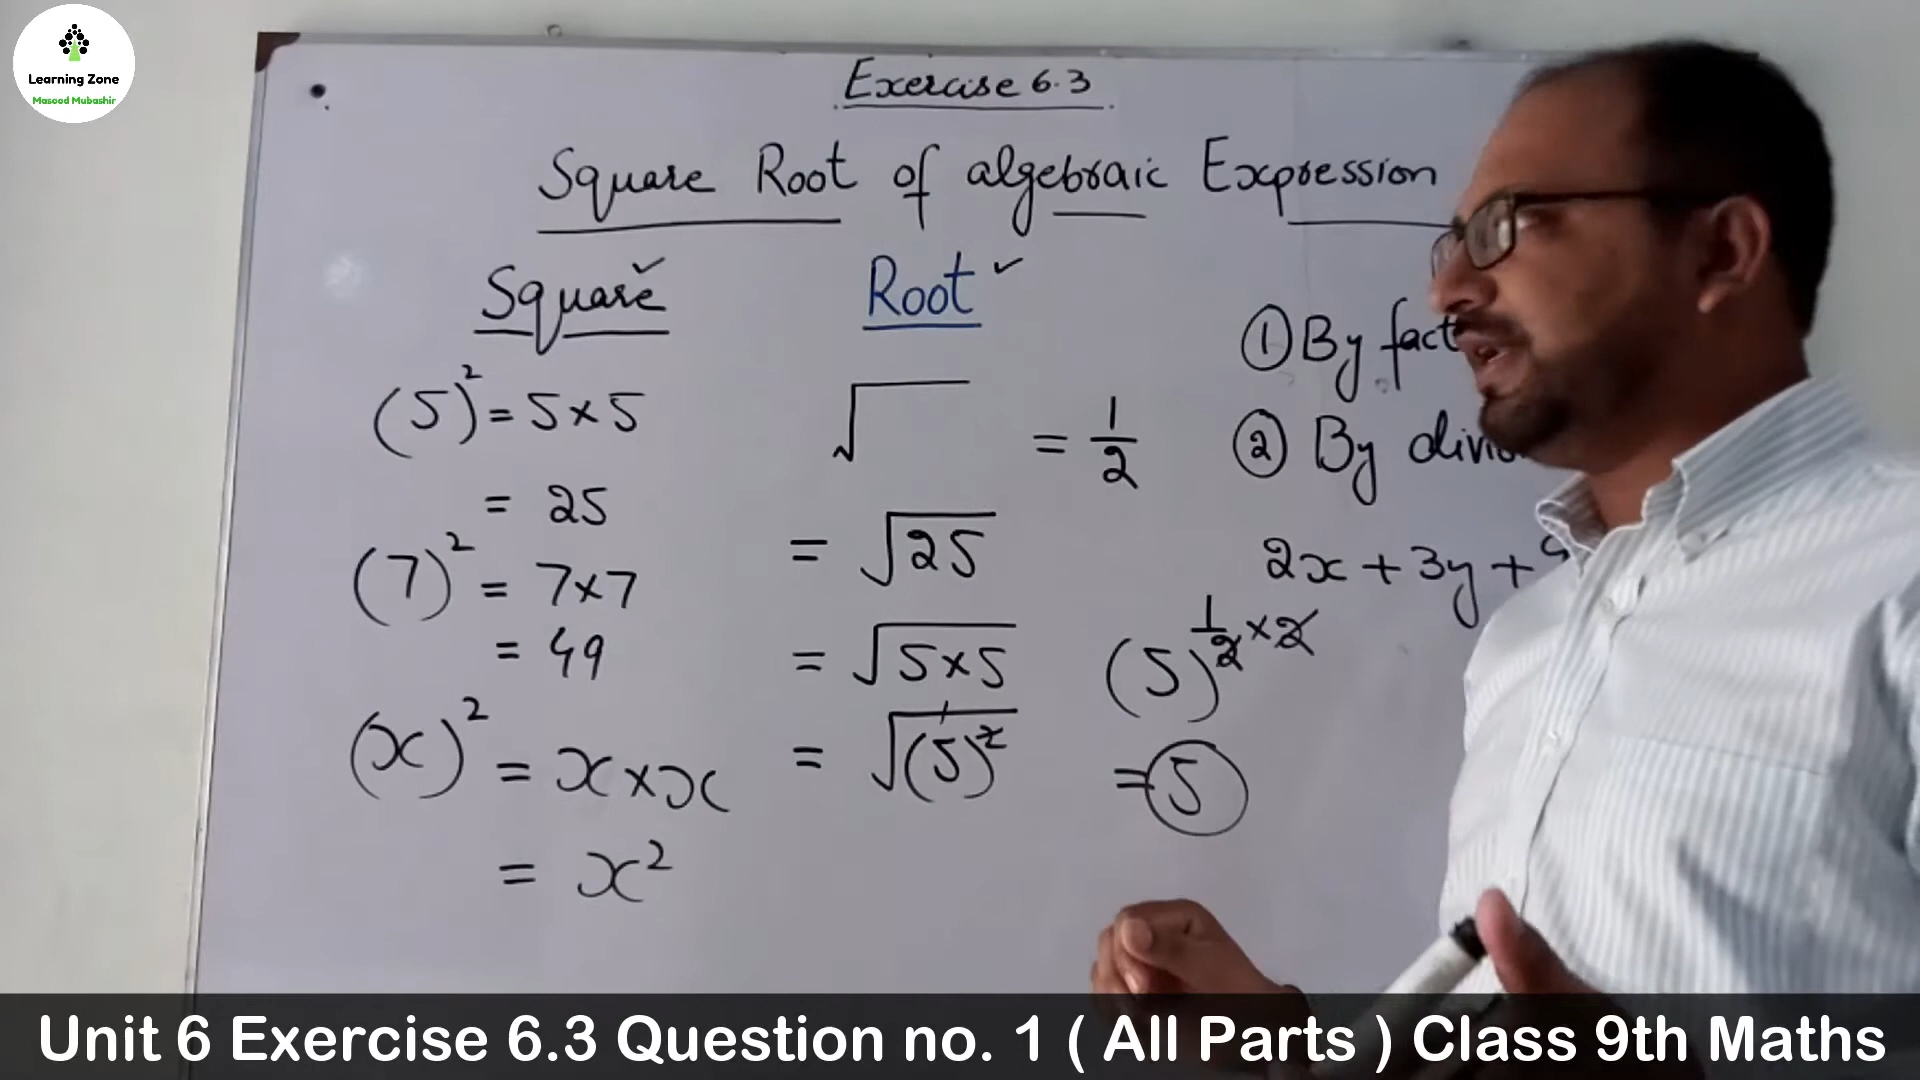 Learning Zone
Masood Mubashir
Exercise 6.3
Square Root of algebraic Expression
Square ✓
Root ✓
(5)² = 5×5
= 25
(7)² = 7×7
= 49
(x)² = x×x
= x²
√ = 1/2
= √25
= √5×5
= √(5)²
① By
② By
2x + 3y +
(5)^1/2×2
= 5
Unit 6 Exercise 6.3 Question no. 1 ( All Parts ) Class 9th Maths